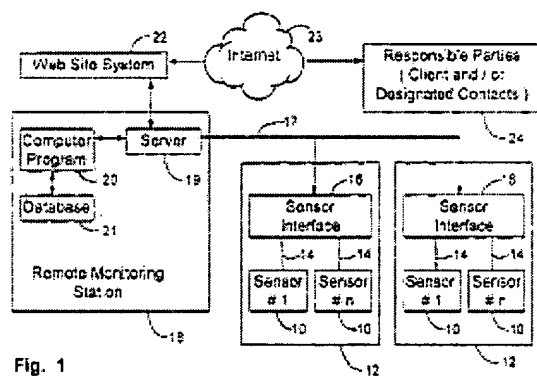 22
23
Web Site System
Internet
Responsible Parties
( Client and / or
Designated Contacts )
24
17
Computer
Program
20
Server
19
Database
21
Remote Monitoring
Station
18
16
Sensor
Interface
14
14
Sensor
# 1
Sensor
# n
10
10
12
Sensor
Interface
14
14
Sensor
# 1
Sensor
# n
10
10
12
Fig. 1